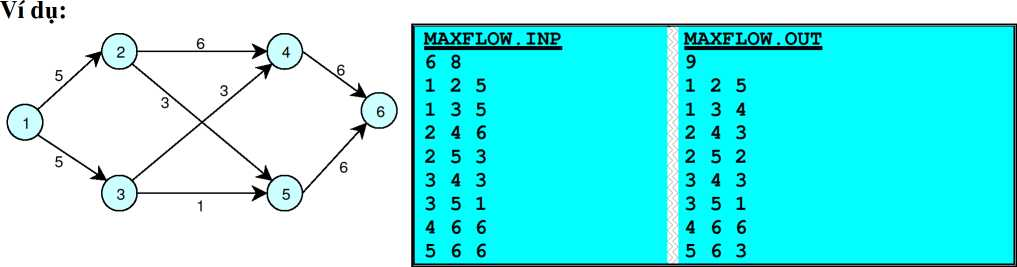 Ví dụ:
2
6
4
5
6
3
3
1
6
5
6
3
1
5
MAXFLOW.INP
6 8
1 2 5
1 3 5
2 4 6
2 5 3
3 4 3
3 5 1
4 6 6
5 6 6
MAXFLOW.OUT
9
1 2 5
1 3 4
2 4 3
2 5 2
3 4 3
3 5 1
4 6 6
5 6 3